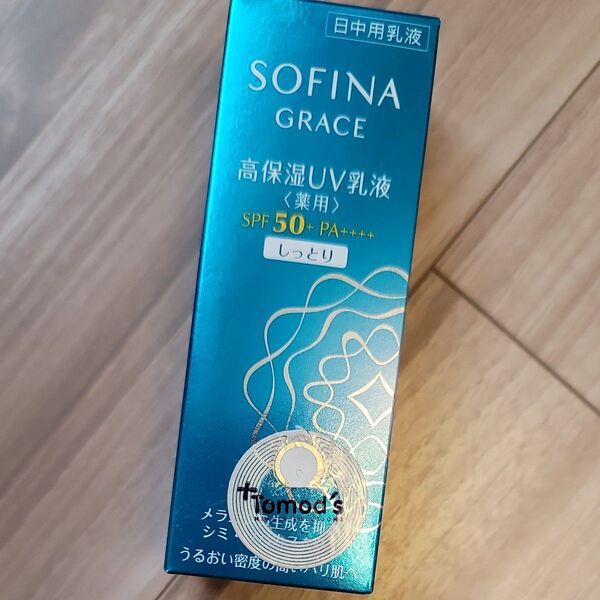 日中用乳液
SOFINA
GRACE
高保湿UV乳液
〈薬用〉
SPF 50+ PA++++
しっとり
Tomod's
メラ 生成を抑
シミ
うるおい密度の高いハリ肌へ